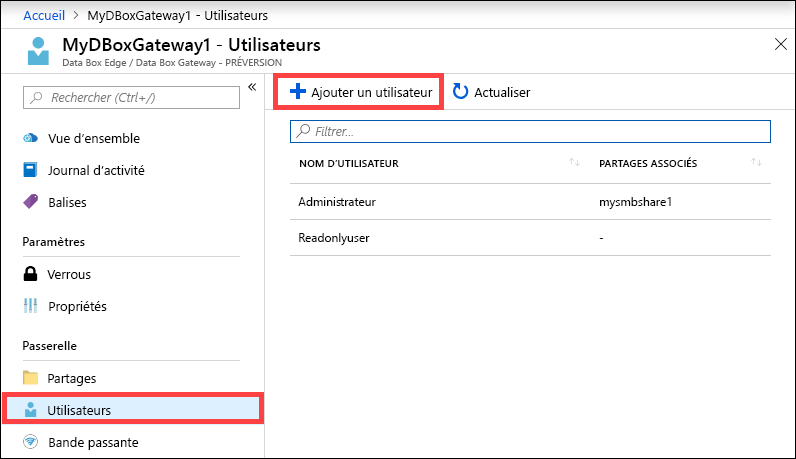 Accueil > MyDBoxGateway1 - Utilisateurs
MyDBoxGateway1 - Utilisateurs
Data Box Edge / Data Box Gateway - PRÉVERSION
Rechercher (Ctrl+/)
«
Vue d'ensemble
Journal d'activité
Balises
Paramètres
Verrous
Propriétés
Passerelle
Partages
Utilisateurs
Bande passante
Ajouter un utilisateur Actualiser
Filtrer...
NOM D'UTILISATEUR PARTAGES ASSOCIÉS
Administrateur mysmbshare1
Readonlyuser -